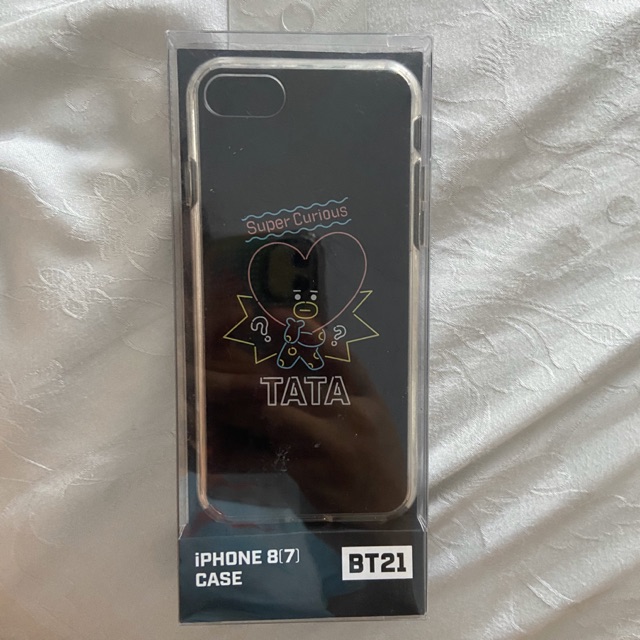 Super Curious
? ?
TATA
iPHONE 8(7)
CASE
BT21